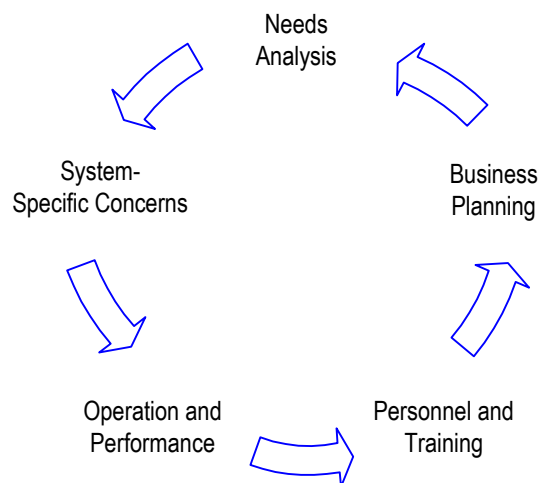 Needs
Analysis
System-
Specific Concerns
Business
Planning
Operation and
Performance
Personnel and
Training